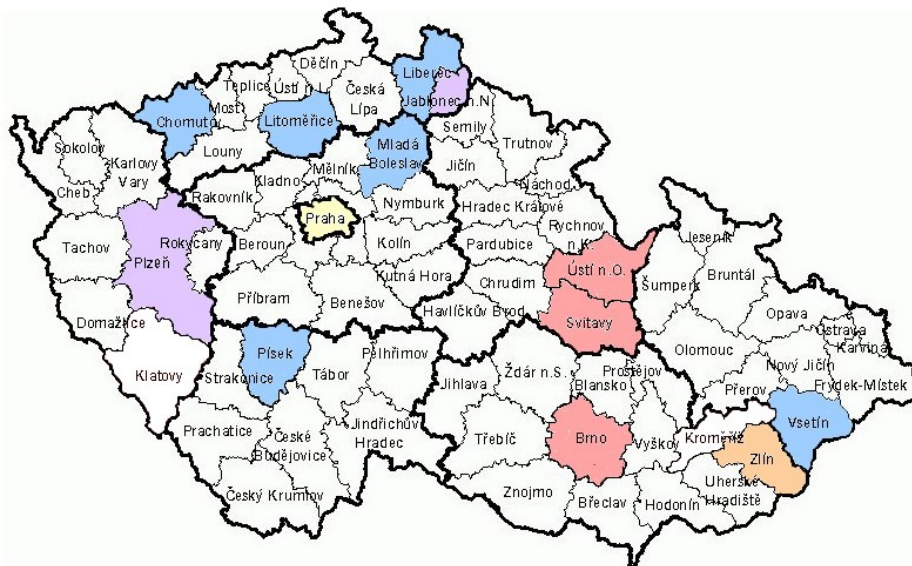 Děčín
Liberec
Teplice
Ústí n.L.
Česká
Lípa
Jablonec n.N.
Most
Chomutov
Litoměřice
Semily
Trutnov
Mladá
Boleslav
Louny
Sokolov
Karlovy
Vary
Mělník
Jičín
Kladno
Náchod
Cheb
Rakovník
Nymburk
Hradec Králové
Praha
Rychnov
n.K.
Tachov
Rokycany
Beroun
Kolín
Pardubice
Jeseník
Plzeň
Ústí n.O.
Bruntál
Kutná Hora
Chrudim
Šumperk
Příbram
Benešov
Havlíčkův Brod
Opava
Domažlice
Svitavy
Ostrava
Karviná
Písek
Pelhřimov
Olomouc
Nový Jičín
Klatovy
Strakonice
Tábor
Ždár n.S.
Prostějov
Blansko
Jihlava
Přerov
Frýdek-Místek
Jindřichův
Hradec
Vsetín
Prachatice
České
Budějovice
Třebíč
Brno
Vyškov
Kroměříž
Zlín
Uherské
Hradiště
Český Krumlov
Znojmo
Břeclav
Hodonín